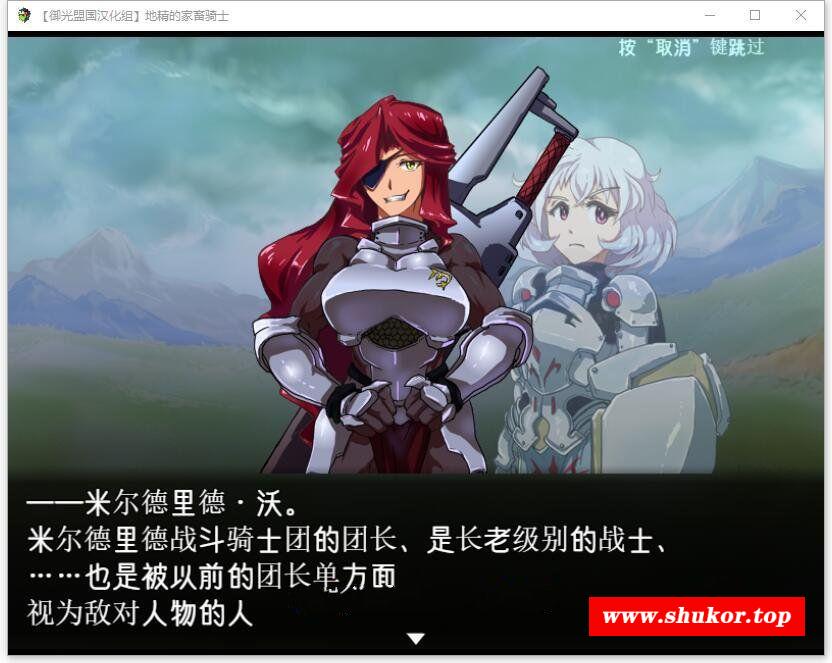 【御光盟国汉化组】地精的家畜骑士
按“取消”键跳过
——米尔德里德·沃。
米尔德里德战斗骑士团的团长、是长老级别的战士、
……也是被以前的团长单方面
视为敌对人物的人
www.shukor.top